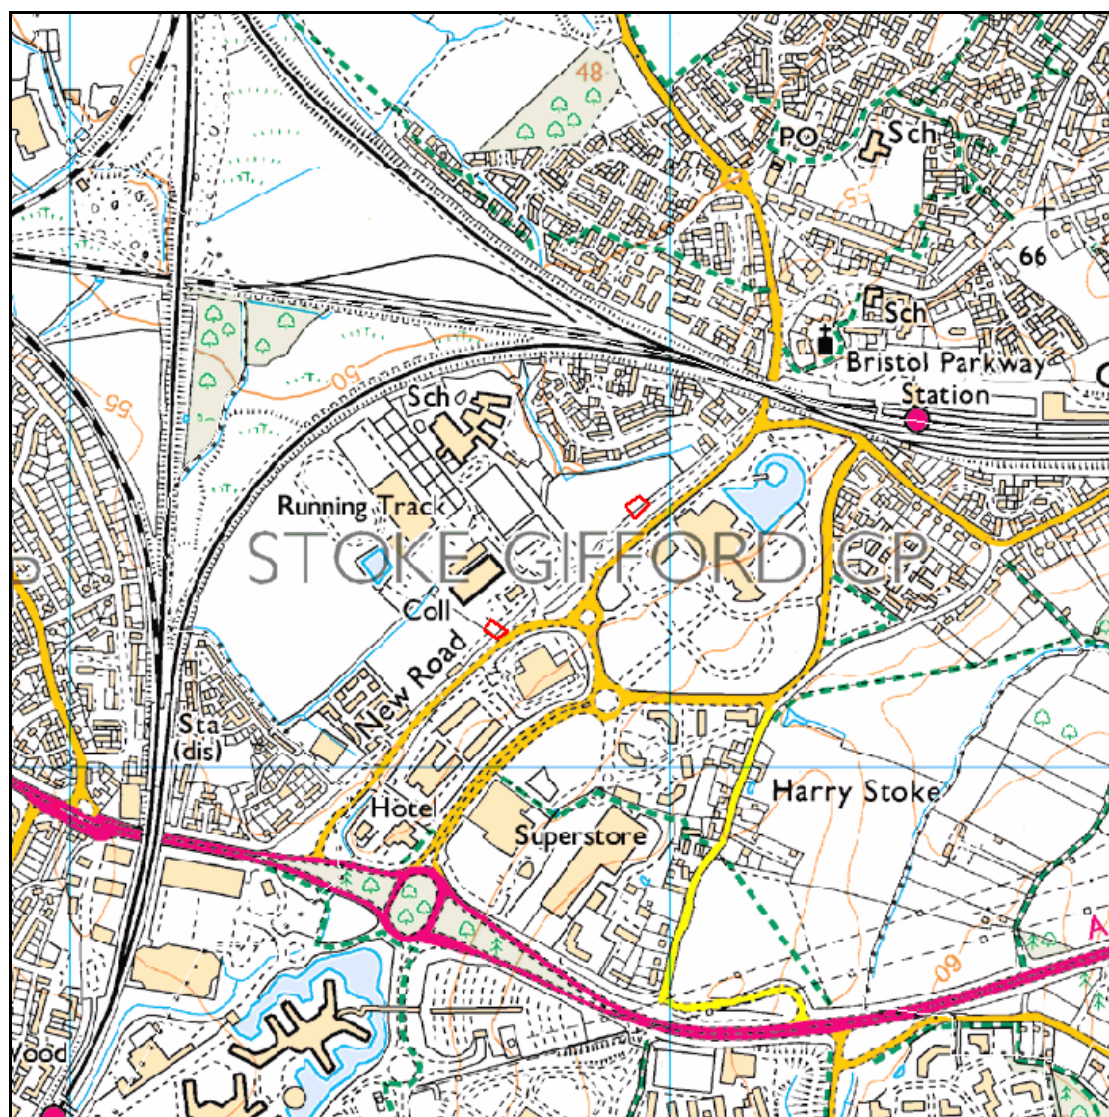 48
PO
Sch
55
66
Sch
Bristol Parkway
Station
50
55
Sch
Running Track
STOKE GIFFORD CP
Coll
New Road
Sta
(dis)
Harry Stoke
Hotel
Superstore
A
60